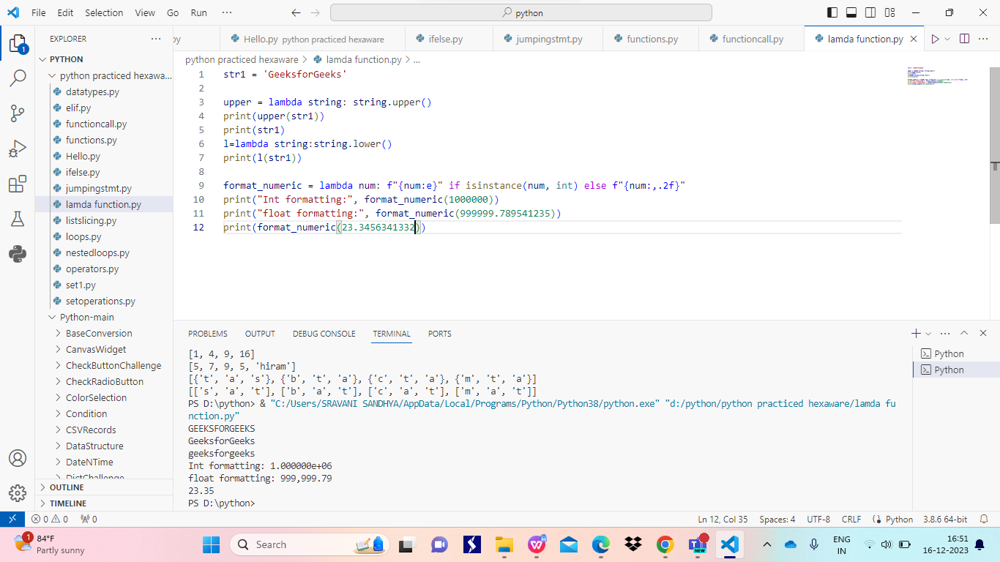 File Edit Selection View Go Run ···
python
1
EXPLORER ···
PYTHON
python practiced hexawa...
datatypes.py
elif.py
functioncall.py
functions.py
Hello.py
ifelse.py
jumpingstmt.py
lamda function.py
listslicing.py
loops.py
nestedloops.py
operators.py
set1.py
setoperations.py
Python-main
BaseConversion
CanvasWidget
CheckButtonChallenge
CheckRadioButton
ColorSelection
Condition
CSVRecords
DataStructure
DateNTime
DictChallenge
OUTLINE
TIMELINE
py Hello.py python practiced hexaware ifelse.py jumpingstmt.py functions.py functioncall.py lamda function.py ···
python practiced hexaware > lamda function.py > ...
1 str1 = 'GeeksforGeeks'
2
3 upper = lambda string: string.upper()
4 print(upper(str1))
5 print(str1)
6 l=lambda string:string.lower()
7 print(l(str1))
8
9 format_numeric = lambda num: f"{num:e}" if isinstance(num, int) else f"{num:,.2f}"
10 print("Int formatting:", format_numeric(1000000))
11 print("float formatting:", format_numeric(999999.789541235))
12 print(format_numeric(23.3456341332))
PROBLEMS OUTPUT DEBUG CONSOLE TERMINAL PORTS ···
[1, 4, 9, 16]
[5, 7, 9, 5, 'hiram']
[{'t', 'a', 's'}, {'b', 't', 'a'}, {'c', 't', 'a'}, {'m', 't', 'a'}]
[['s', 'a', 't'], ['b', 'a', 't'], ['c', 'a', 't'], ['m', 'a', 't']]
PS D:\python> & "C:/Users/SRAVANI SANDHYA/AppData/Local/Programs/Python/Python38/python.exe" "d:/python/python practiced hexaware/lamda fu
nction.py"
GEEKSFORGEEKS
GeeksforGeeks
geeksforgeeks
Int formatting: 1.000000e+06
float formatting: 999,999.79
23.35
PS D:\python>
Python
Python
0 0 0 Ln 12, Col 35 Spaces: 4 UTF-8 CRLF Python 3.8.6 64-bit
1
84°F
Partly sunny
Search
NEW
ENG
IN
16:51
16-12-2023